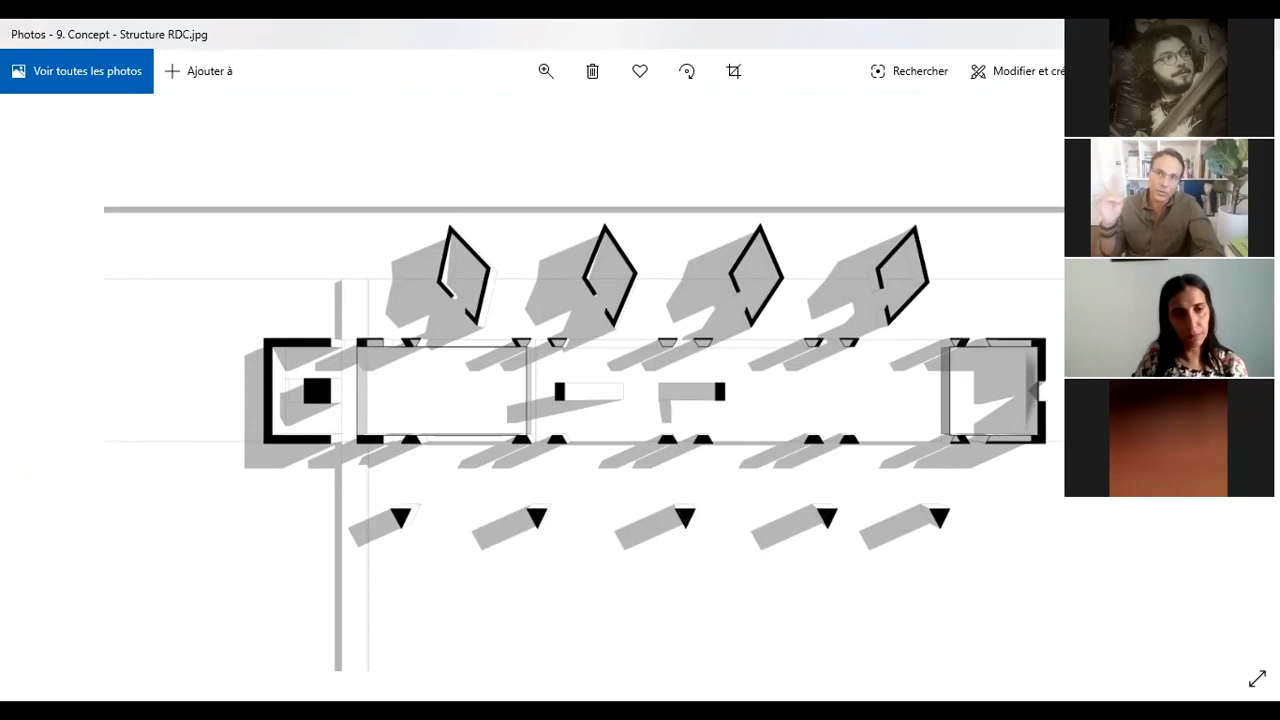 Photos - 9. Concept - Structure RDC.jpg
Voir toutes les photos
Ajouter à
Rechercher
Modifier et cré